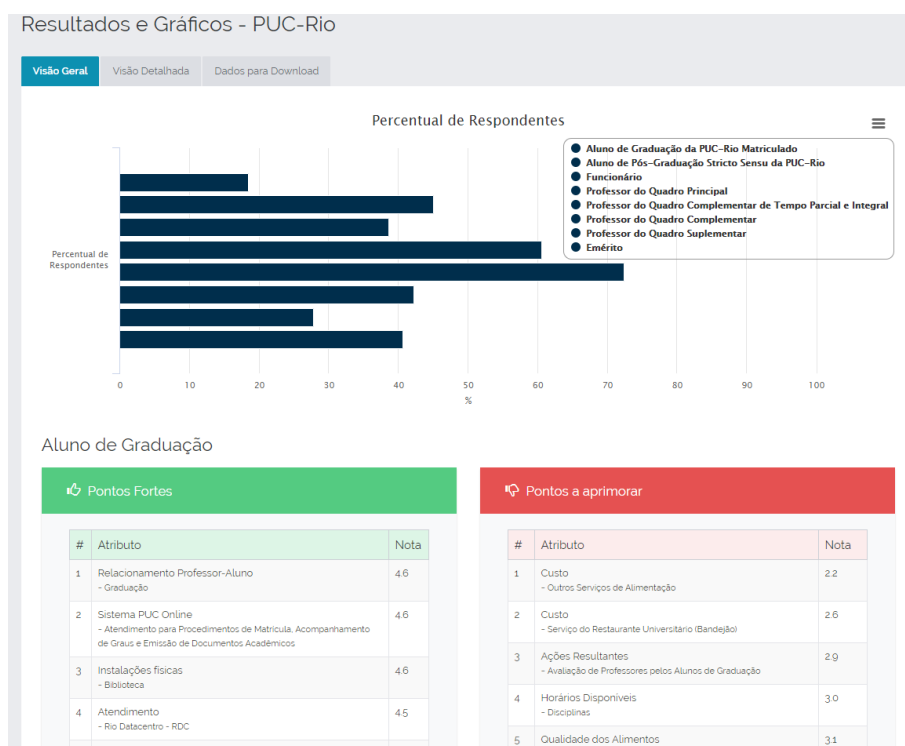 Resultados e Gráficos - PUC-Rio
Visão Geral
Visão Detalhada
Dados para Download
Percentual de Respondentes
Aluno de Graduação da PUC-Rio Matriculado
Aluno de Pós-Graduação Stricto Sensu da PUC-Rio
Funcionário
Professor do Quadro Principal
Professor do Quadro Complementar de Tempo Parcial e Integral
Professor do Quadro Complementar
Professor do Quadro Suplementar
Emérito
Percentual de
Respondentes
0 10 20 30 40 50 60 70 80 90 100
%
Aluno de Graduação
Pontos Fortes
# Atributo Nota
1 Relacionamento Professor-Aluno 4.6
- Graduação
2 Sistema PUC Online 4.6
- Atendimento para Procedimentos de Matrícula, Acompanhamento
de Graus e Emissão de Documentos Acadêmicos
3 Instalações físicas 4.6
- Biblioteca
4 Atendimento 4.5
- Rio Datacentro - RDC
Pontos a aprimorar
# Atributo Nota
1 Custo 2.2
- Outros Serviços de Alimentação
2 Custo 2.6
- Serviço do Restaurante Universitário (Bandejão)
3 Ações Resultantes 2.9
- Avaliação de Professores pelos Alunos de Graduação
4 Horários Disponíveis 3.0
- Disciplinas
5 Qualidade dos Alimentos 3.1